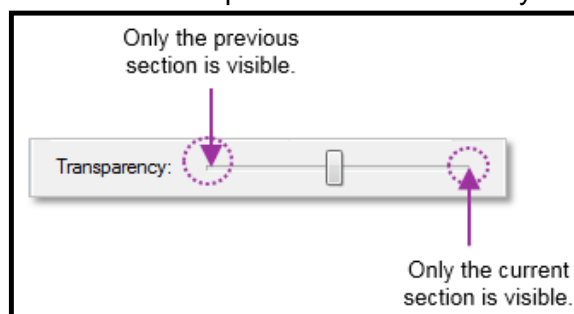 Only the previous
section is visible.
Transparency:
Only the current
section is visible.